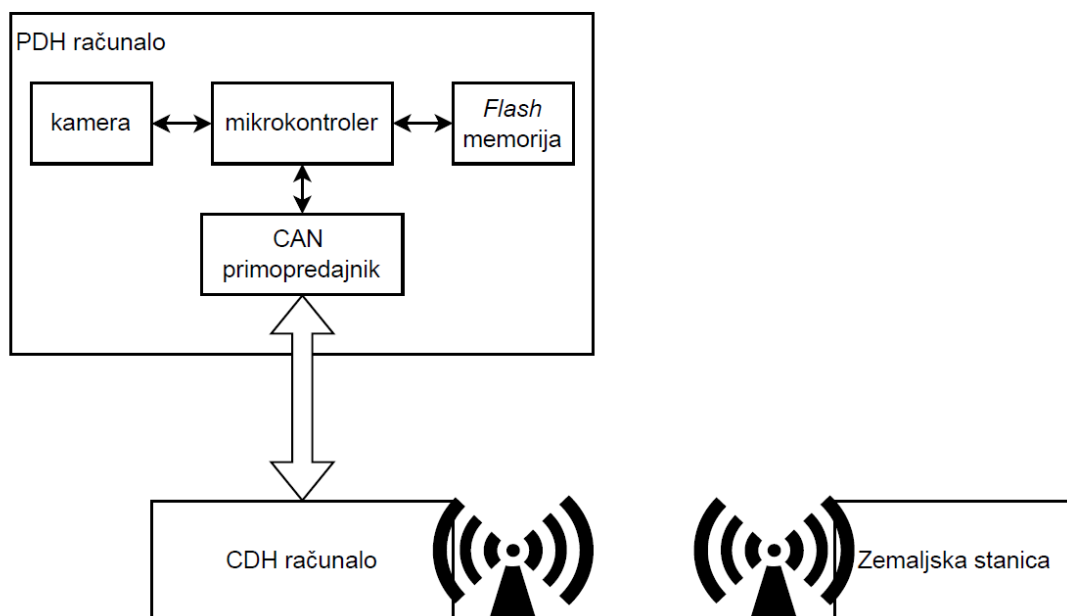 PDH računalo
kamera
mikrokontroler
Flash
memorija
CAN
primopredajnik
CDH računalo
Zemaljska stanica